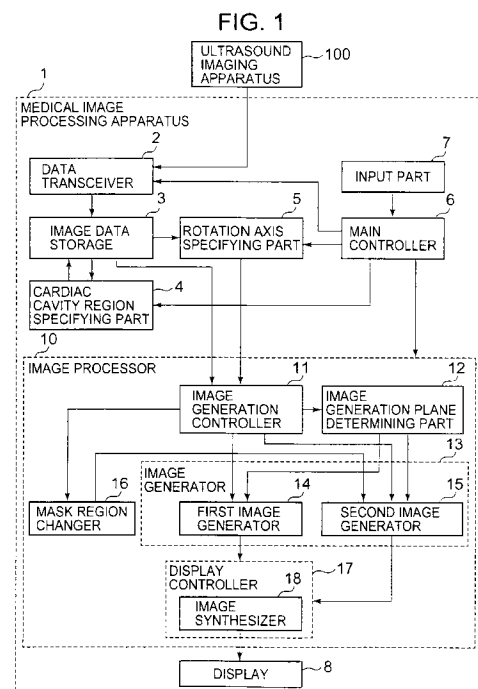 FIG. 1
ULTRASOUND
IMAGING
APPARATUS
100
1
MEDICAL IMAGE
PROCESSING APPARATUS
2
DATA
TRANSCEIVER
7
INPUT PART
3
IMAGE DATA
STORAGE
5
ROTATION AXIS
SPECIFYING PART
6
MAIN
CONTROLLER
4
CARDIAC
CAVITY REGION
SPECIFYING PART
10
IMAGE PROCESSOR
11
IMAGE
GENERATION
CONTROLLER
12
IMAGE
GENERATION PLANE
DETERMINING PART
13
IMAGE
GENERATOR
16
MASK REGION
CHANGER
14
FIRST IMAGE
GENERATOR
15
SECOND IMAGE
GENERATOR
17
DISPLAY
CONTROLLER
18
IMAGE
SYNTHESIZER
DISPLAY
8